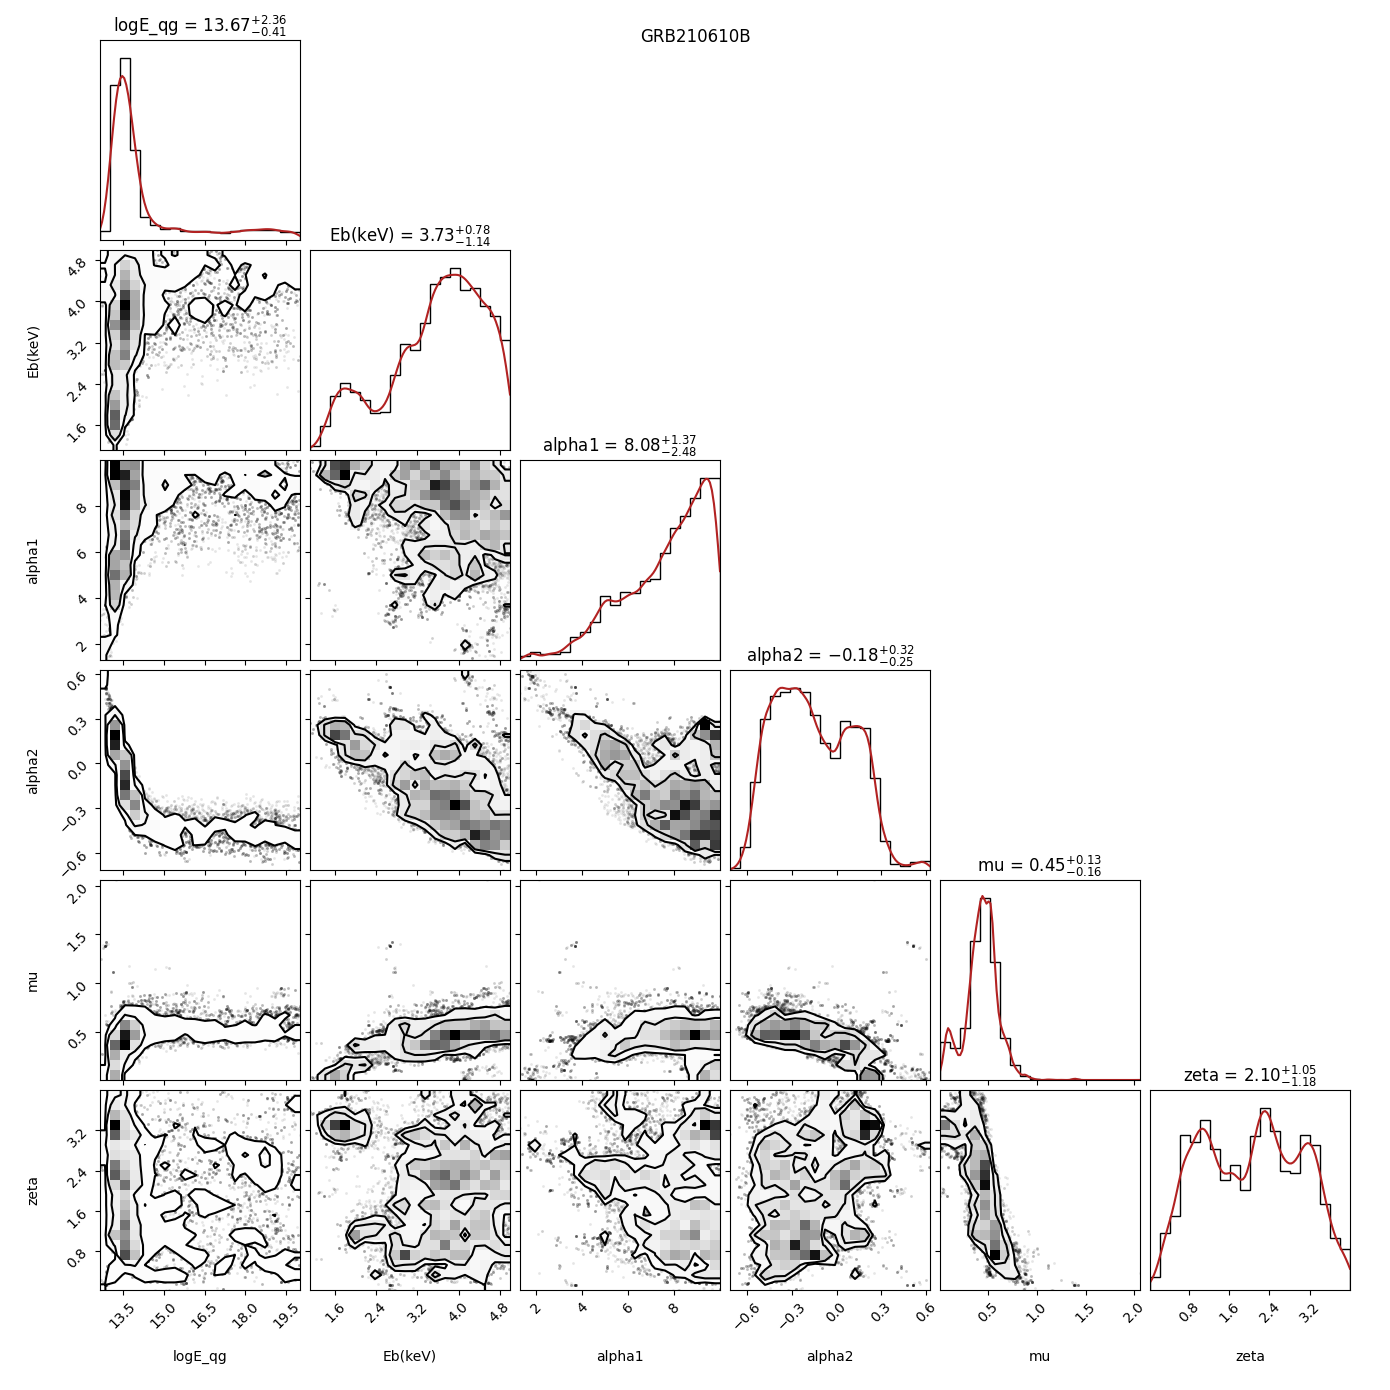 GRB210610B
logE_qg = 13.67 +2.36 −0.41
Eb(keV) = 3.73 +0.78 −1.14
4.8
4.0
3.2
2.4
1.6
Eb(keV)
alpha1 = 8.08 +1.37 −2.48
8
6
4
2
alpha1
alpha2 = −0.18 +0.32 −0.25
0.6
0.3
0.0
−0.3
−0.6
alpha2
mu = 0.45 +0.13 −0.16
2.0
1.5
1.0
0.5
mu
zeta = 2.10 +1.05 −1.18
3.2
2.4
1.6
0.8
zeta
13.5 15.0 16.5 18.0 19.5 1.6 2.4 3.2 4.0 4.8 2 4 6 8 −0.6 −0.3 0.0 0.3 0.6 0.5 1.0 1.5 2.0 0.8 1.6 2.4 3.2
logE_qg Eb(keV) alpha1 alpha2 mu zeta